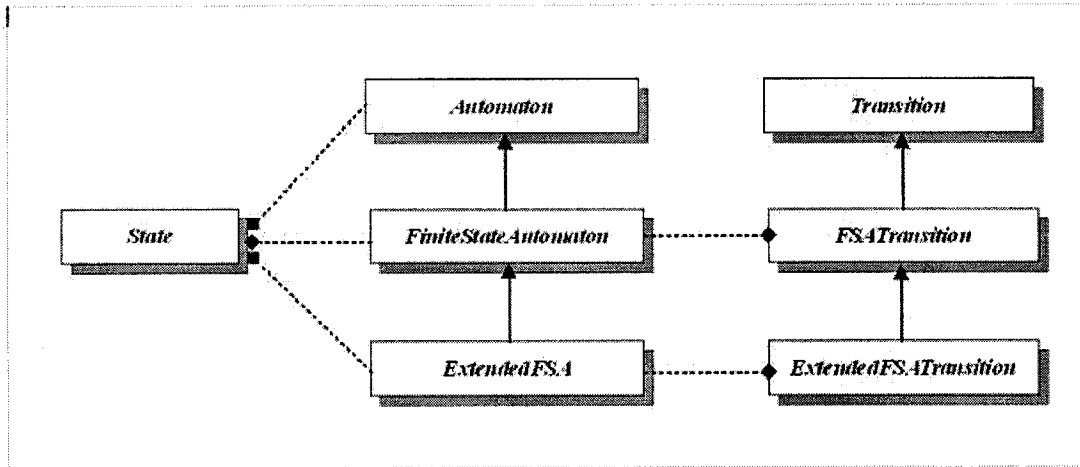 Automaton
Transition
State
FiniteStateAutomaton
FSATransition
ExtendedFSA
ExtendedFSATransition